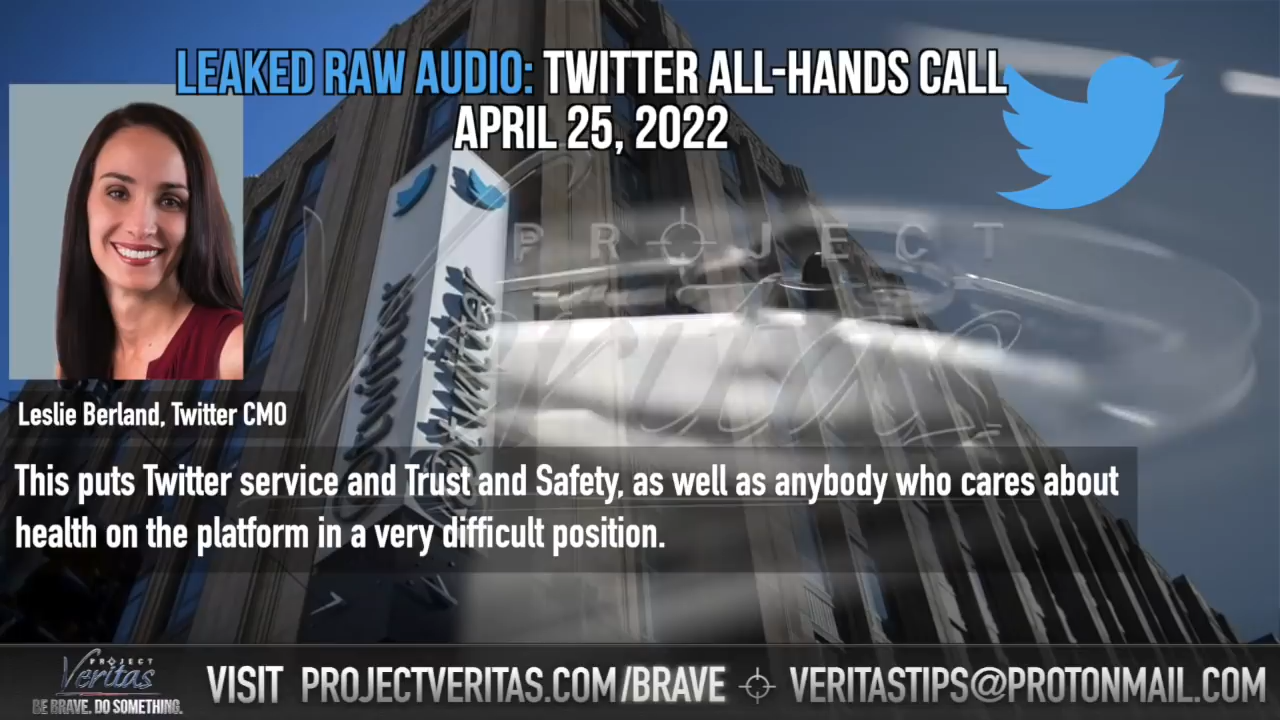 LEAKED RAW AUDIO: TWITTER ALL-HANDS CALL
APRIL 25, 2022
PROJECT
Veritas
twitter
twitter
Leslie Berland, Twitter CMO
This puts Twitter service and Trust and Safety, as well as anybody who cares about
health on the platform in a very difficult position.
PROJECT
Veritas
BE BRAVE. DO SOMETHING.
VISIT PROJECTVERITAS.COM/BRAVE VERITASTIPS@PROTONMAIL.COM